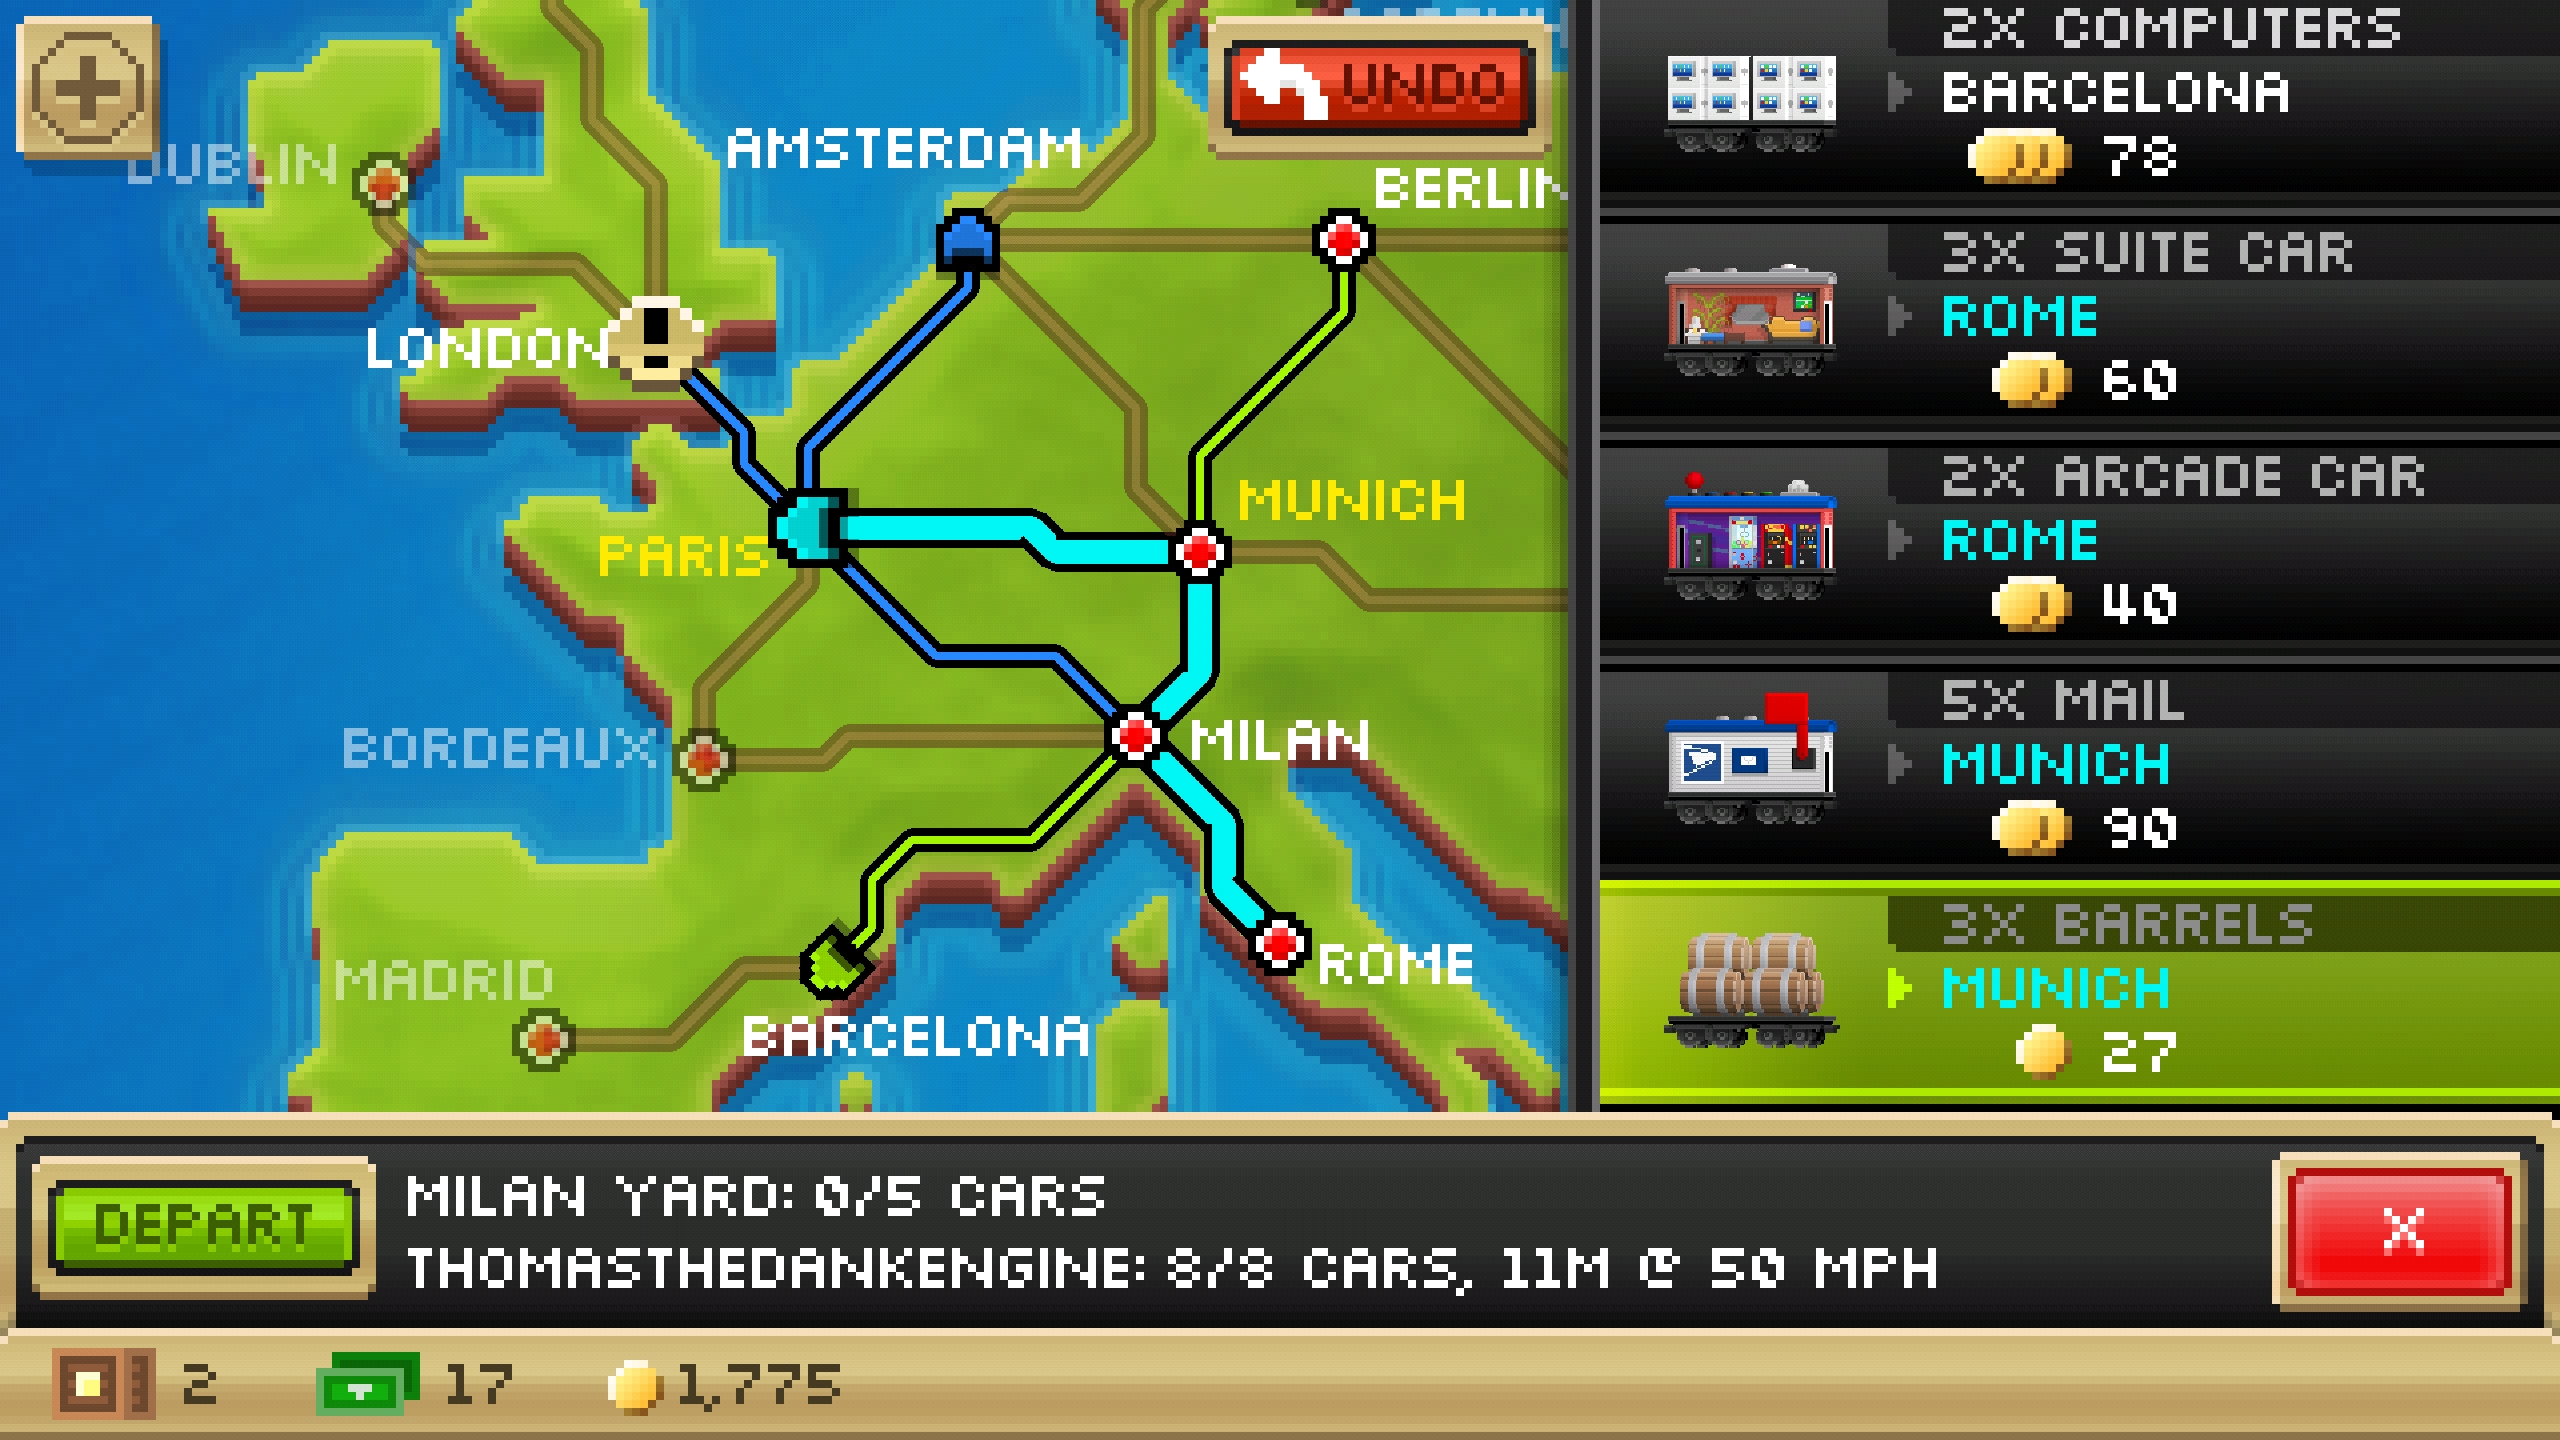 UNDO
DUBLIN
AMSTERDAM
BERLIN
LONDON
PARIS
MUNICH
BORDEAUX
MILAN
MADRID
ROME
BARCELONA
2X COMPUTERS
BARCELONA
78
3X SUITE CAR
ROME
60
2X ARCADE CAR
ROME
40
5X MAIL
MUNICH
90
3X BARRELS
MUNICH
27
DEPART
MILAN YARD: 0/5 CARS
THOMASTHEDANKENGINE: 8/8 CARS, 11M @ 50 MPH
X
2
17
1,775